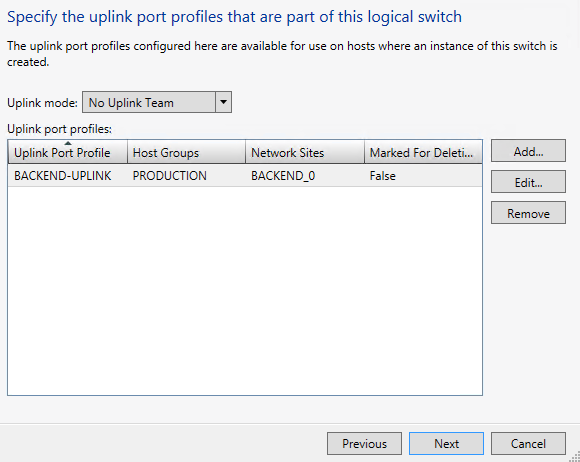 Specify the uplink port profiles that are part of this logical switch
The uplink port profiles configured here are available for use on hosts where an instance of this switch is
created.
Uplink mode: No Uplink Team
Uplink port profiles:
Uplink Port Profile Host Groups Network Sites Marked For Deleti...
BACKEND-UPLINK PRODUCTION BACKEND_0 False
Add...
Edit...
Remove
Previous Next Cancel